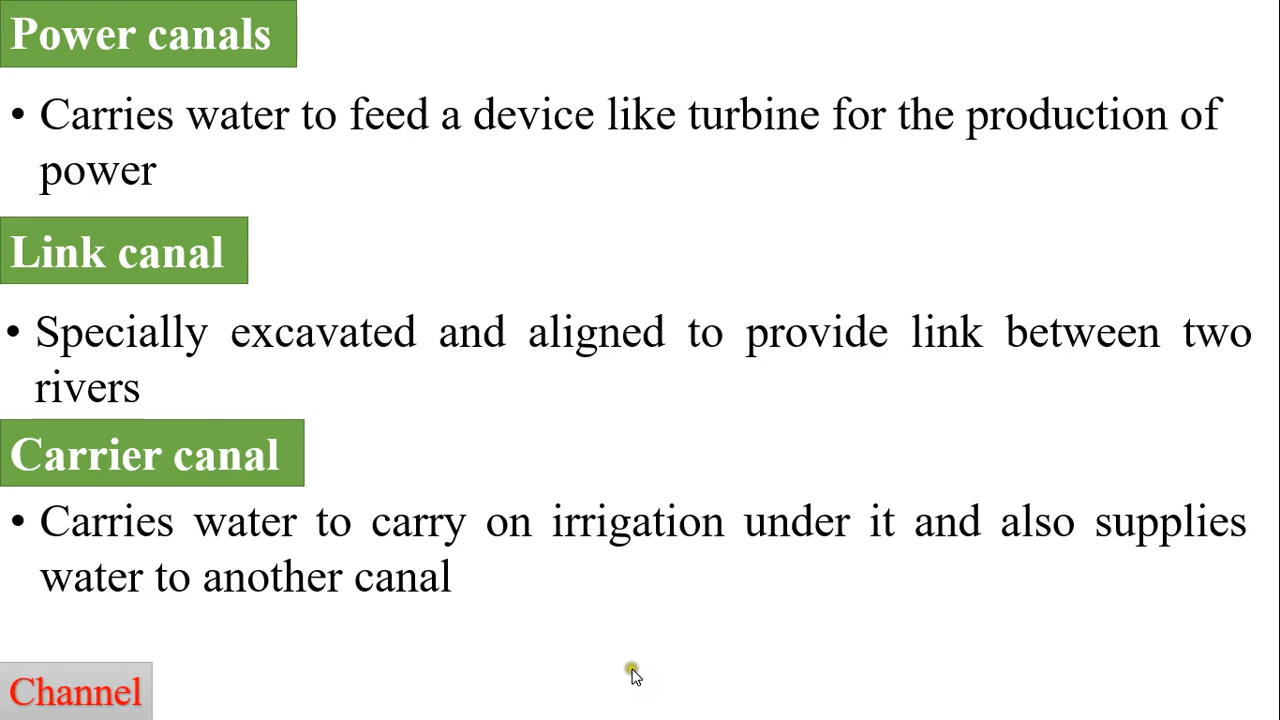 Power canals
• Carries water to feed a device like turbine for the production of
power
Link canal
• Specially excavated and aligned to provide link between two
rivers
Carrier canal
• Carries water to carry on irrigation under it and also supplies
water to another canal
Channel